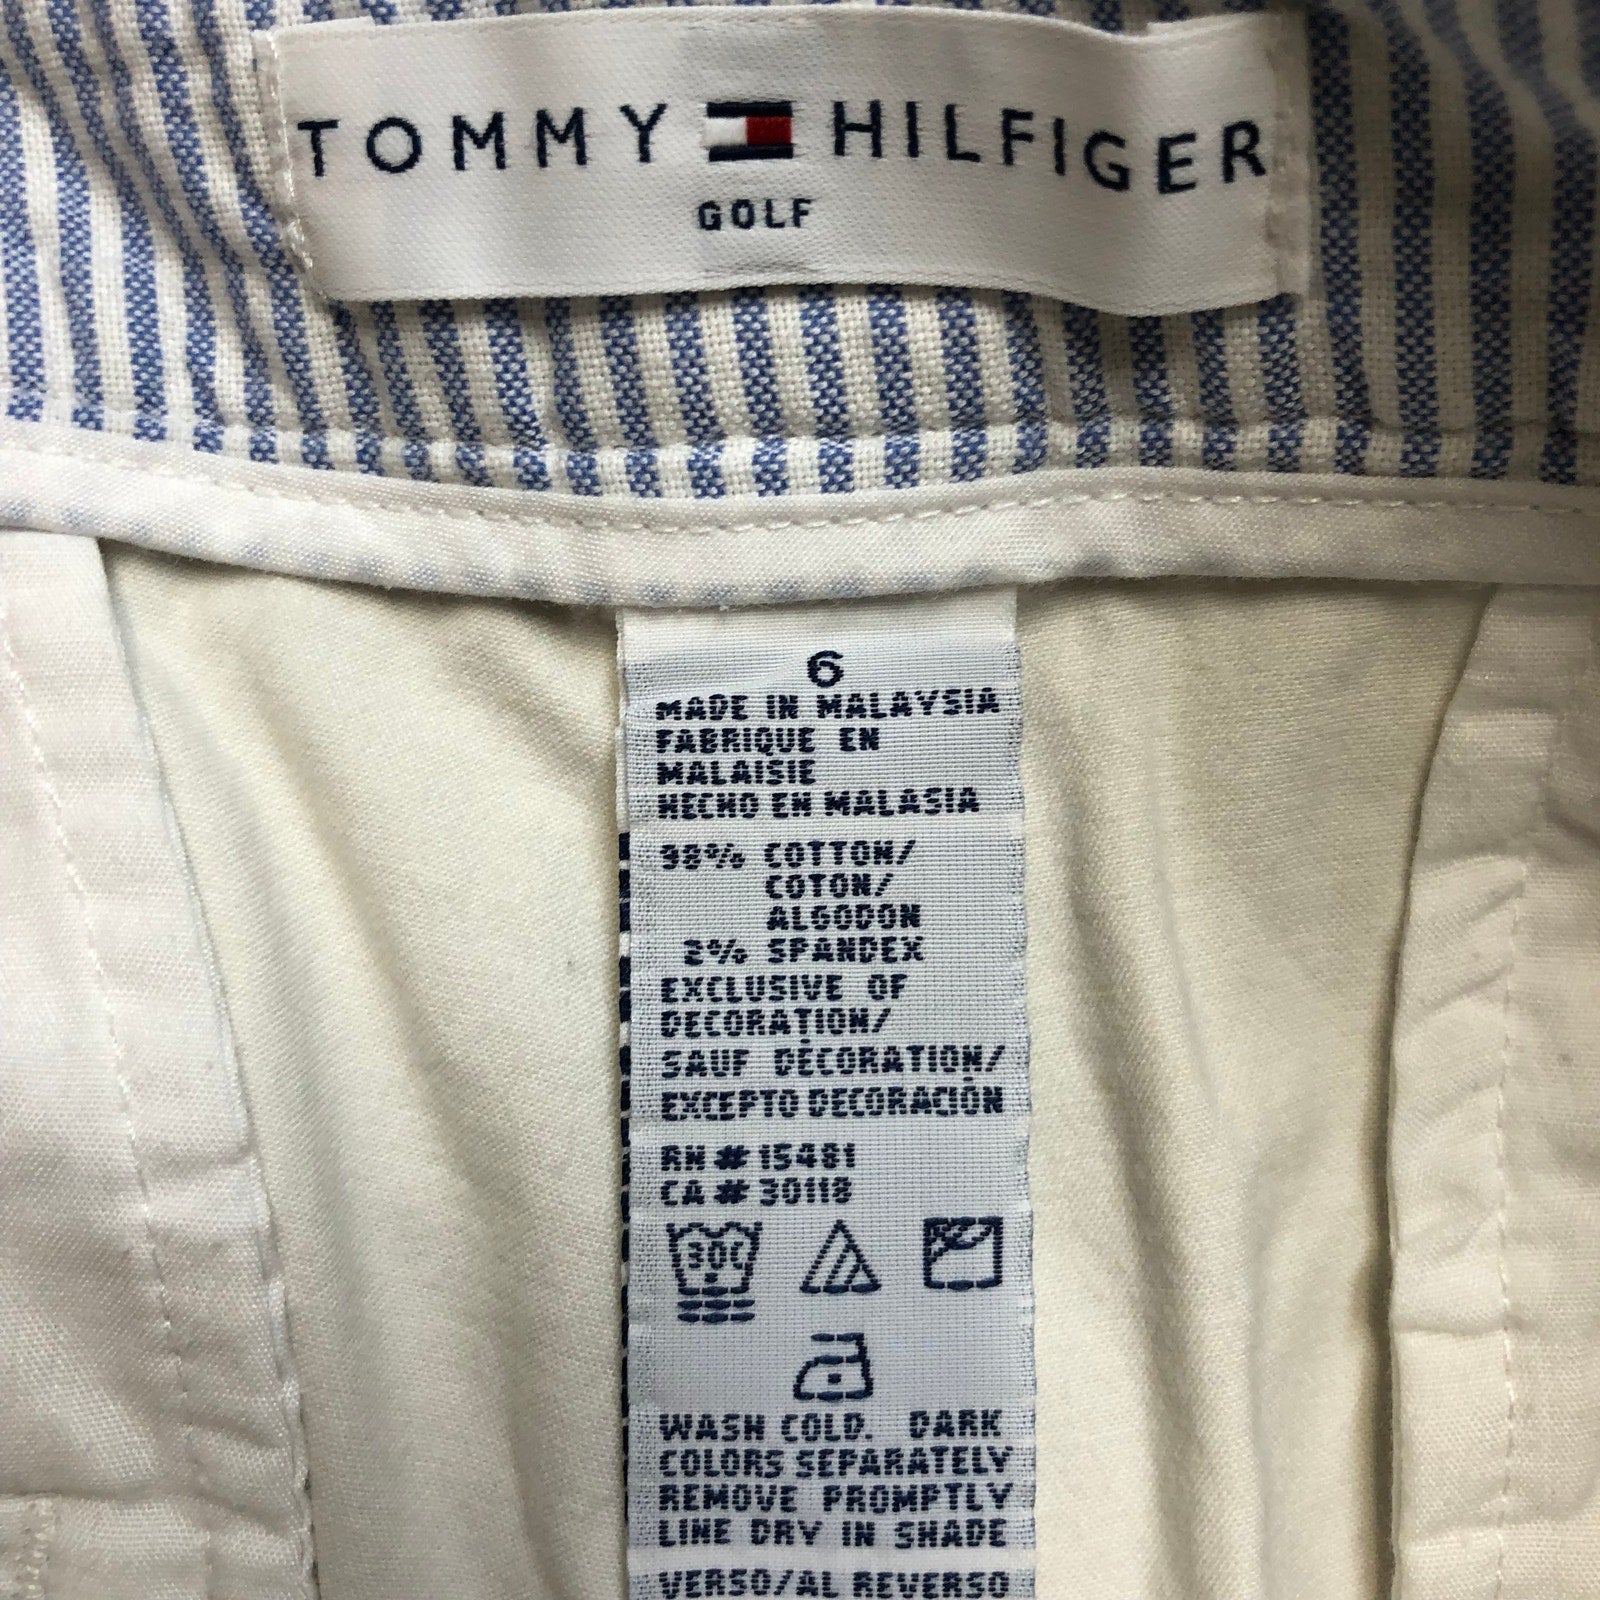 TOMMY HILFIGER
GOLF
6
MADE IN MALAYSIA
FABRIQUE EN
MALAISIE
HECHO EN MALASIA
98% COTTON/
COTON/
ALGODON
2% SPANDEX
EXCLUSIVE OF
DECORATION/
SAUF DÉCORATION/
EXCEPTO DECORACIÓN
RN # 15481
CA # 30118
30C
WASH COLD. DARK
COLORS SEPARATELY
REMOVE PROMPTLY
LINE DRY IN SHADE
VERSO/AL REVERSO